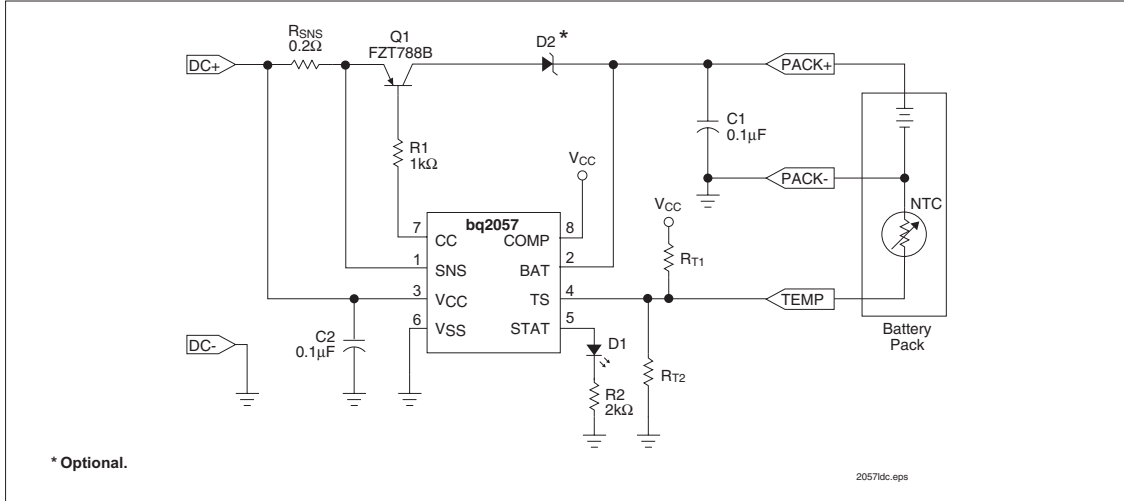 RSNS
0.2Ω
Q1
FZT788B
D2*
DC+
PACK+
C1
0.1µF
R1
1kΩ
VCC
PACK-
VCC
NTC
bq2057
7
CC
COMP
8
1
SNS
BAT
2
RT1
3
VCC
TS
4
TEMP
6
VSS
STAT
5
Battery
Pack
DC-
C2
0.1µF
D1
RT2
R2
2kΩ
* Optional.
2057ldc.eps